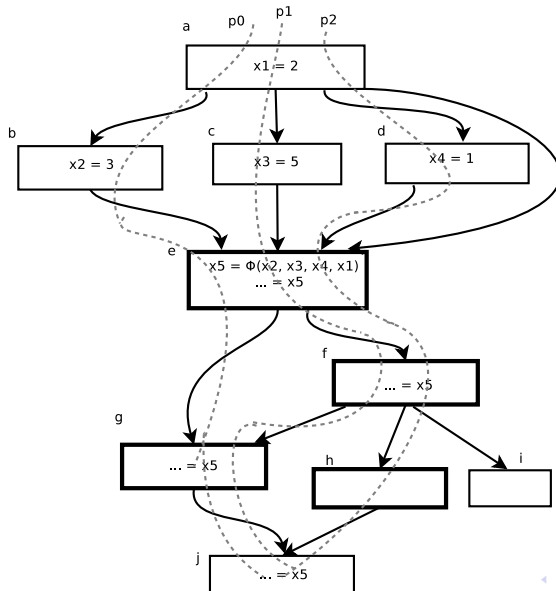 p0
p1
p2
a
x1 = 2
b
x2 = 3
c
x3 = 5
d
x4 = 1
e
x5 = Φ(x2, x3, x4, x1)
... = x5
f
... = x5
g
... = x5
h
i
j
... = x5